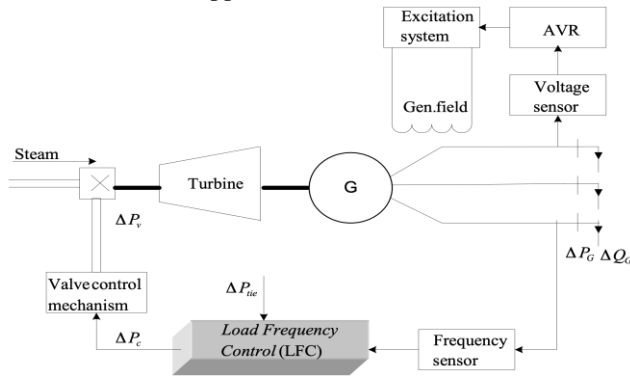 Excitation
system
AVR
Gen.field
Voltage
sensor
Steam
Turbine
G
ΔP_v
ΔP_G ΔQ_G
Valve control
mechanism
ΔP_tie
ΔP_c
Load Frequency
Control (LFC)
Frequency
sensor